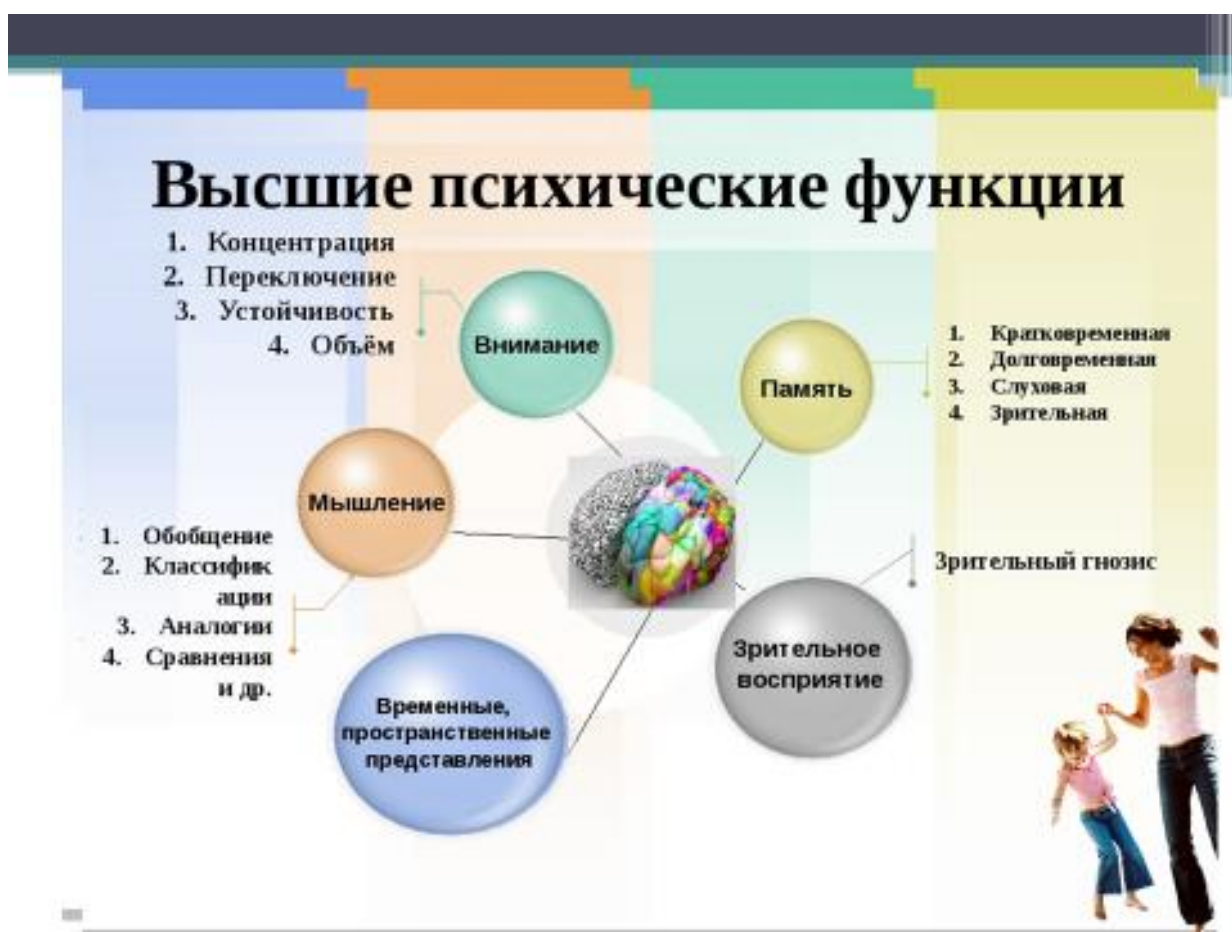 Высшие психические функции
1. Концентрация
2. Переключение
3. Устойчивость
4. Объём
Внимание
Память
1. Кратковременная
2. Долговременная
3. Слуховая
4. Зрительная
Мышление
1. Обобщение
2. Классифик
ации
3. Аналогии
4. Сравнения
и др.
Зрительный гнозис
Зрительное
восприятие
Временные,
пространственные
представления